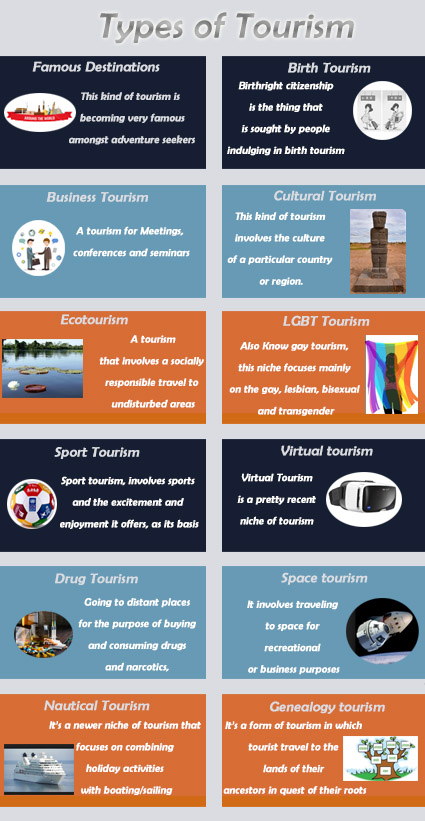 Types of Tourism
Famous Destinations
This kind of tourism is
becoming very famous
amongst adventure seekers
AROUND THE WORLD
Birth Tourism
Birthright citizenship
is the thing that
is sought by people
indulging in birth tourism
Business Tourism
A tourism for Meetings,
conferences and seminars
Cultural Tourism
This kind of tourism
involves the culture
of a particular country
or region.
Ecotourism
A tourism
that involves a socially
responsible travel to
undisturbed areas
LGBT Tourism
Also Know gay tourism,
this niche focuses mainly
on the gay, lesbian, bisexual
and transgender
Sport Tourism
Sport tourism, involves sports
and the excitement and
enjoyment it offers, as its basis
Virtual tourism
Virtual Tourism
is a pretty recent
niche of tourism
Drug Tourism
Going to distant places
for the purpose of buying
and consuming drugs
and narcotics,
Space tourism
It involves traveling
to space for
recreational
or business purposes
Nautical Tourism
It's a newer niche of tourism that
focuses on combining
holiday activities
with boating/sailing
Genealogy tourism
It's a form of tourism in which
tourist travel to the
lands of their
ancestors in quest of their roots